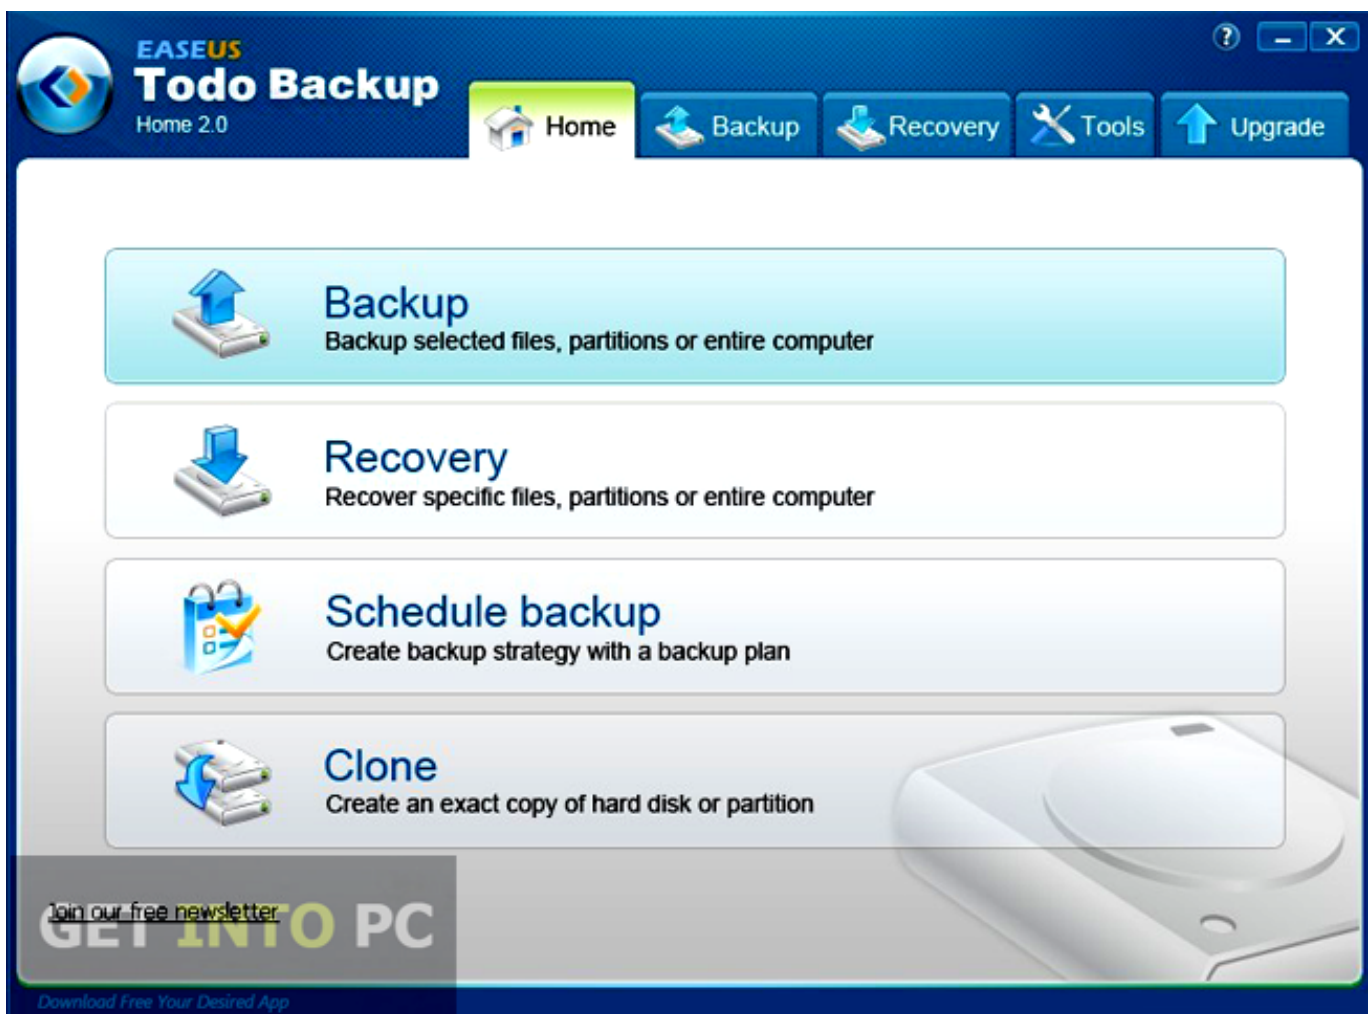 EASEUS
Todo Backup
Home 2.0
?
Home
Backup
Recovery
Tools
Upgrade
Backup
Backup selected files, partitions or entire computer
Recovery
Recover specific files, partitions or entire computer
Schedule backup
Create backup strategy with a backup plan
Clone
Create an exact copy of hard disk or partition
Join our free newsletter
GET INTO PC
Download Free Your Desired App